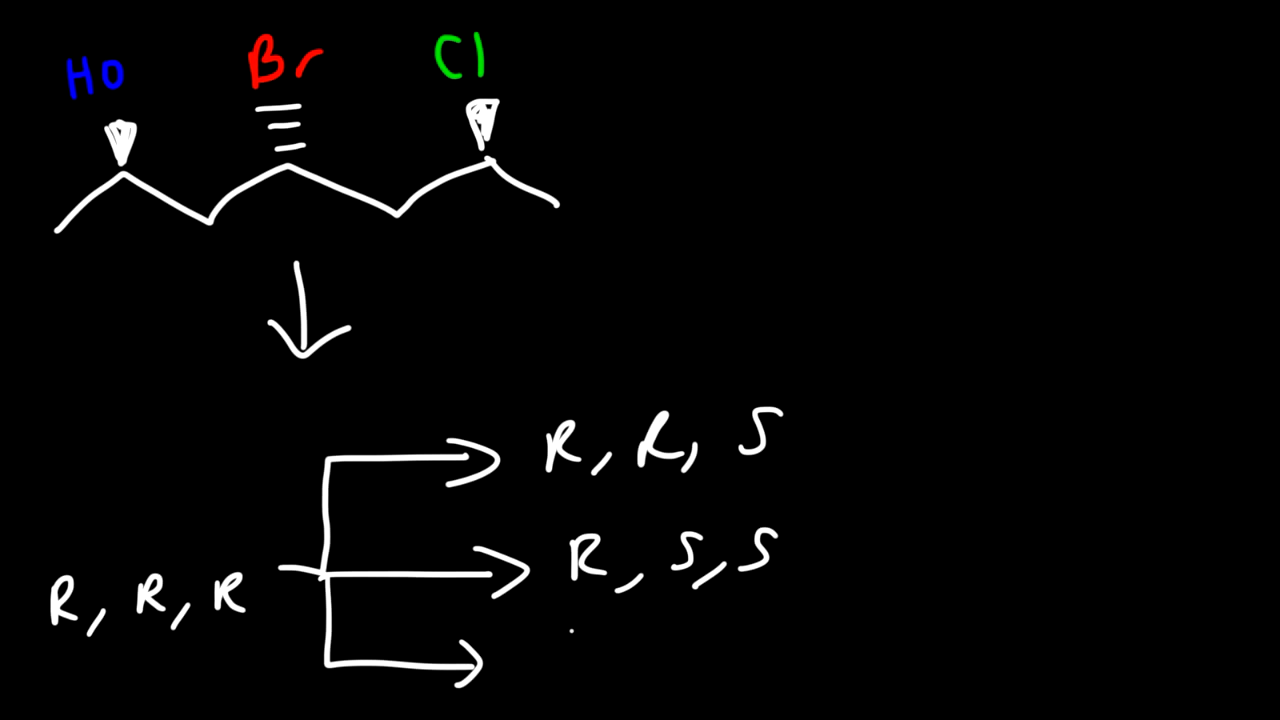 HO Br Cl
R, R, S
R, S, S
R, R, R